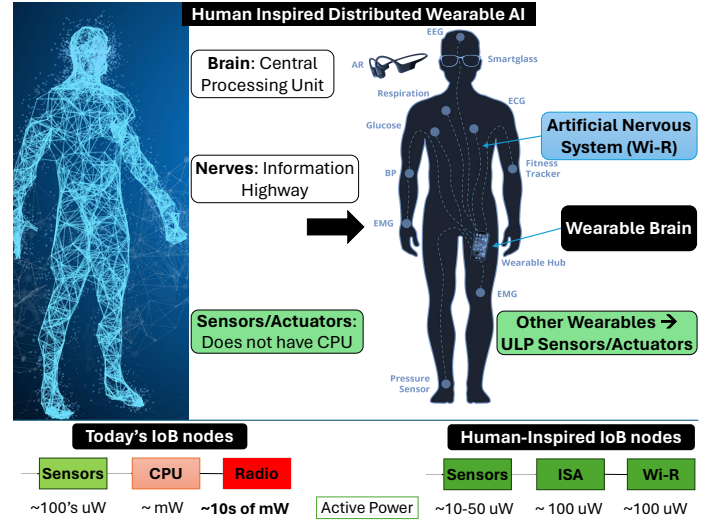 Human Inspired Distributed Wearable AI
Brain: Central
Processing Unit
Nerves: Information
Highway
Sensors/Actuators:
Does not have CPU
EEG
AR
Smartglass
Respiration
ECG
Glucose
Artificial Nervous
System (Wi-R)
BP
Fitness
Tracker
EMG
Wearable Brain
Wearable Hub
EMG
Other Wearables →
ULP Sensors/Actuators
Pressure
Sensor
Today's IoB nodes
Sensors
CPU
Radio
~100's uW
~ mW
~10s of mW
Active Power
Human-Inspired IoB nodes
Sensors
ISA
Wi-R
~10-50 uW
~ 100 uW
~100 uW